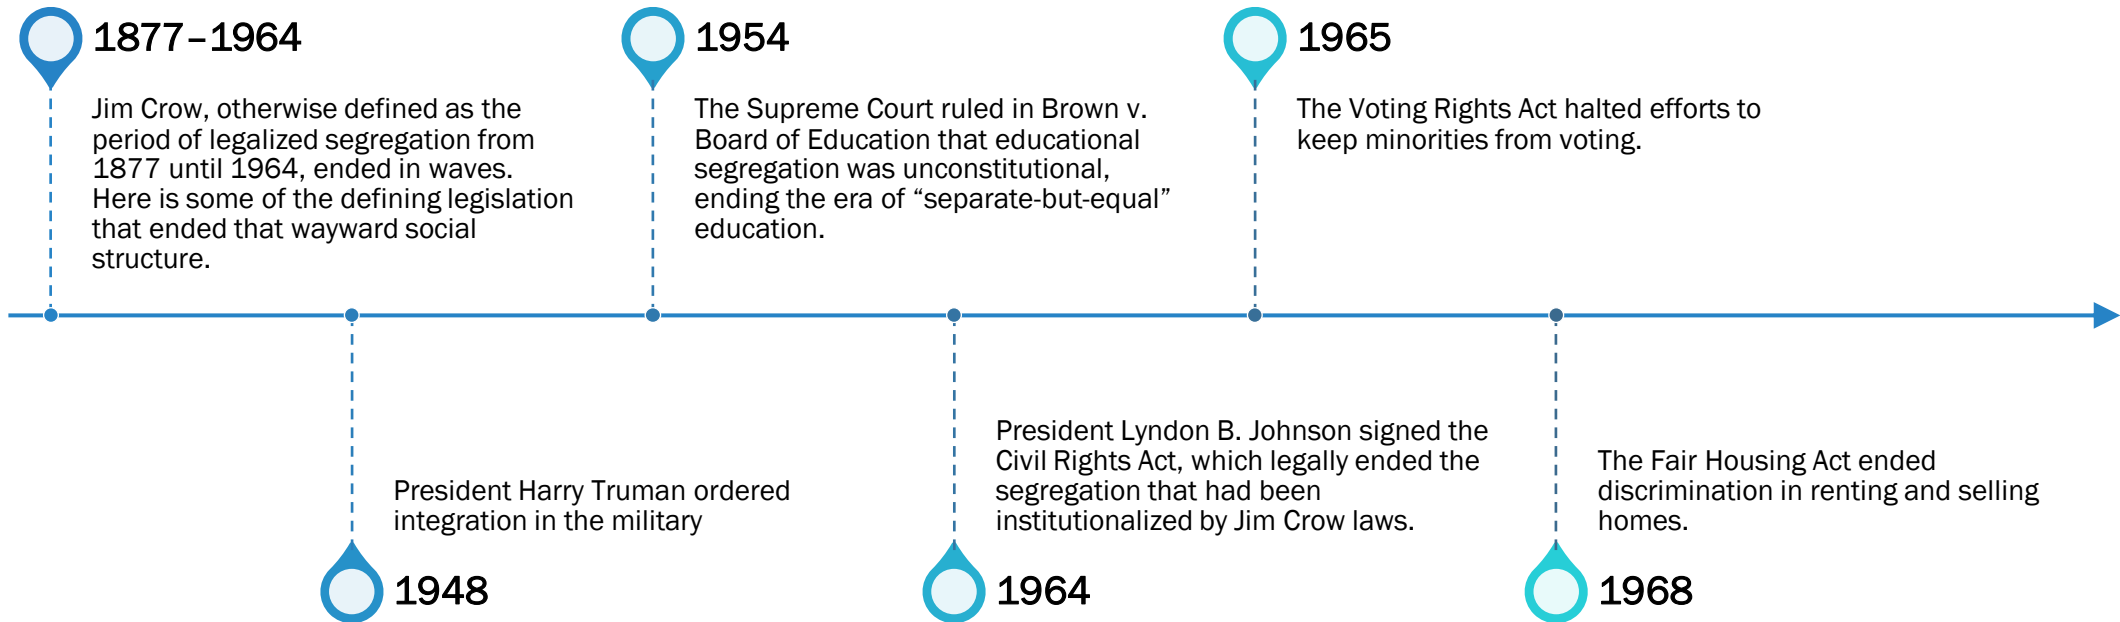 1877–1964
Jim Crow, otherwise defined as the
period of legalized segregation from
1877 until 1964, ended in waves.
Here is some of the defining legislation
that ended that wayward social
structure.
President Harry Truman ordered
integration in the military
1948
1954
The Supreme Court ruled in Brown v.
Board of Education that educational
segregation was unconstitutional,
ending the era of “separate-but-equal”
education.
President Lyndon B. Johnson signed the
Civil Rights Act, which legally ended the
segregation that had been
institutionalized by Jim Crow laws.
1964
1965
The Voting Rights Act halted efforts to
keep minorities from voting.
The Fair Housing Act ended
discrimination in renting and selling
homes.
1968